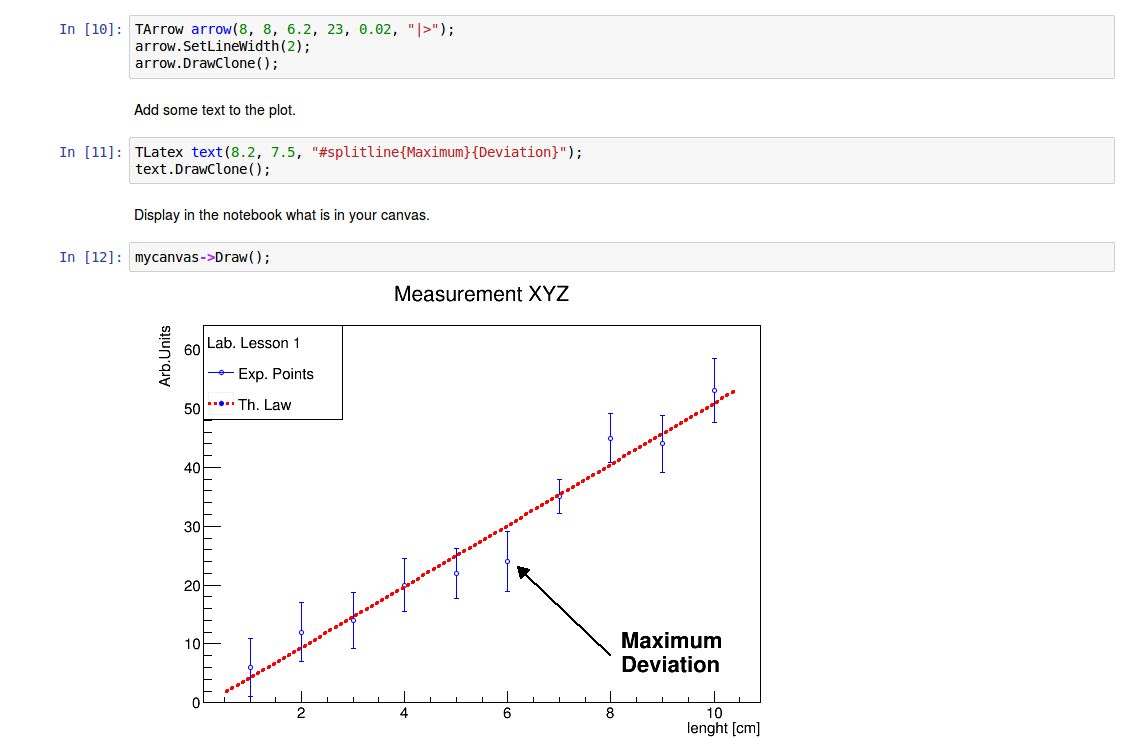 In [10]: TArrow arrow(8, 8, 6.2, 23, 0.02, "|>");
arrow.SetLineWidth(2);
arrow.DrawClone();
Add some text to the plot.
In [11]: TLatex text(8.2, 7.5, "#splitline{Maximum}{Deviation}");
text.DrawClone();
Display in the notebook what is in your canvas.
In [12]: mycanvas->Draw();
Measurement XYZ
Arb.Units
Lab. Lesson 1
Exp. Points
Th. Law
60
50
40
30
20
10
0
Maximum
Deviation
2 4 6 8 10
lenght [cm]